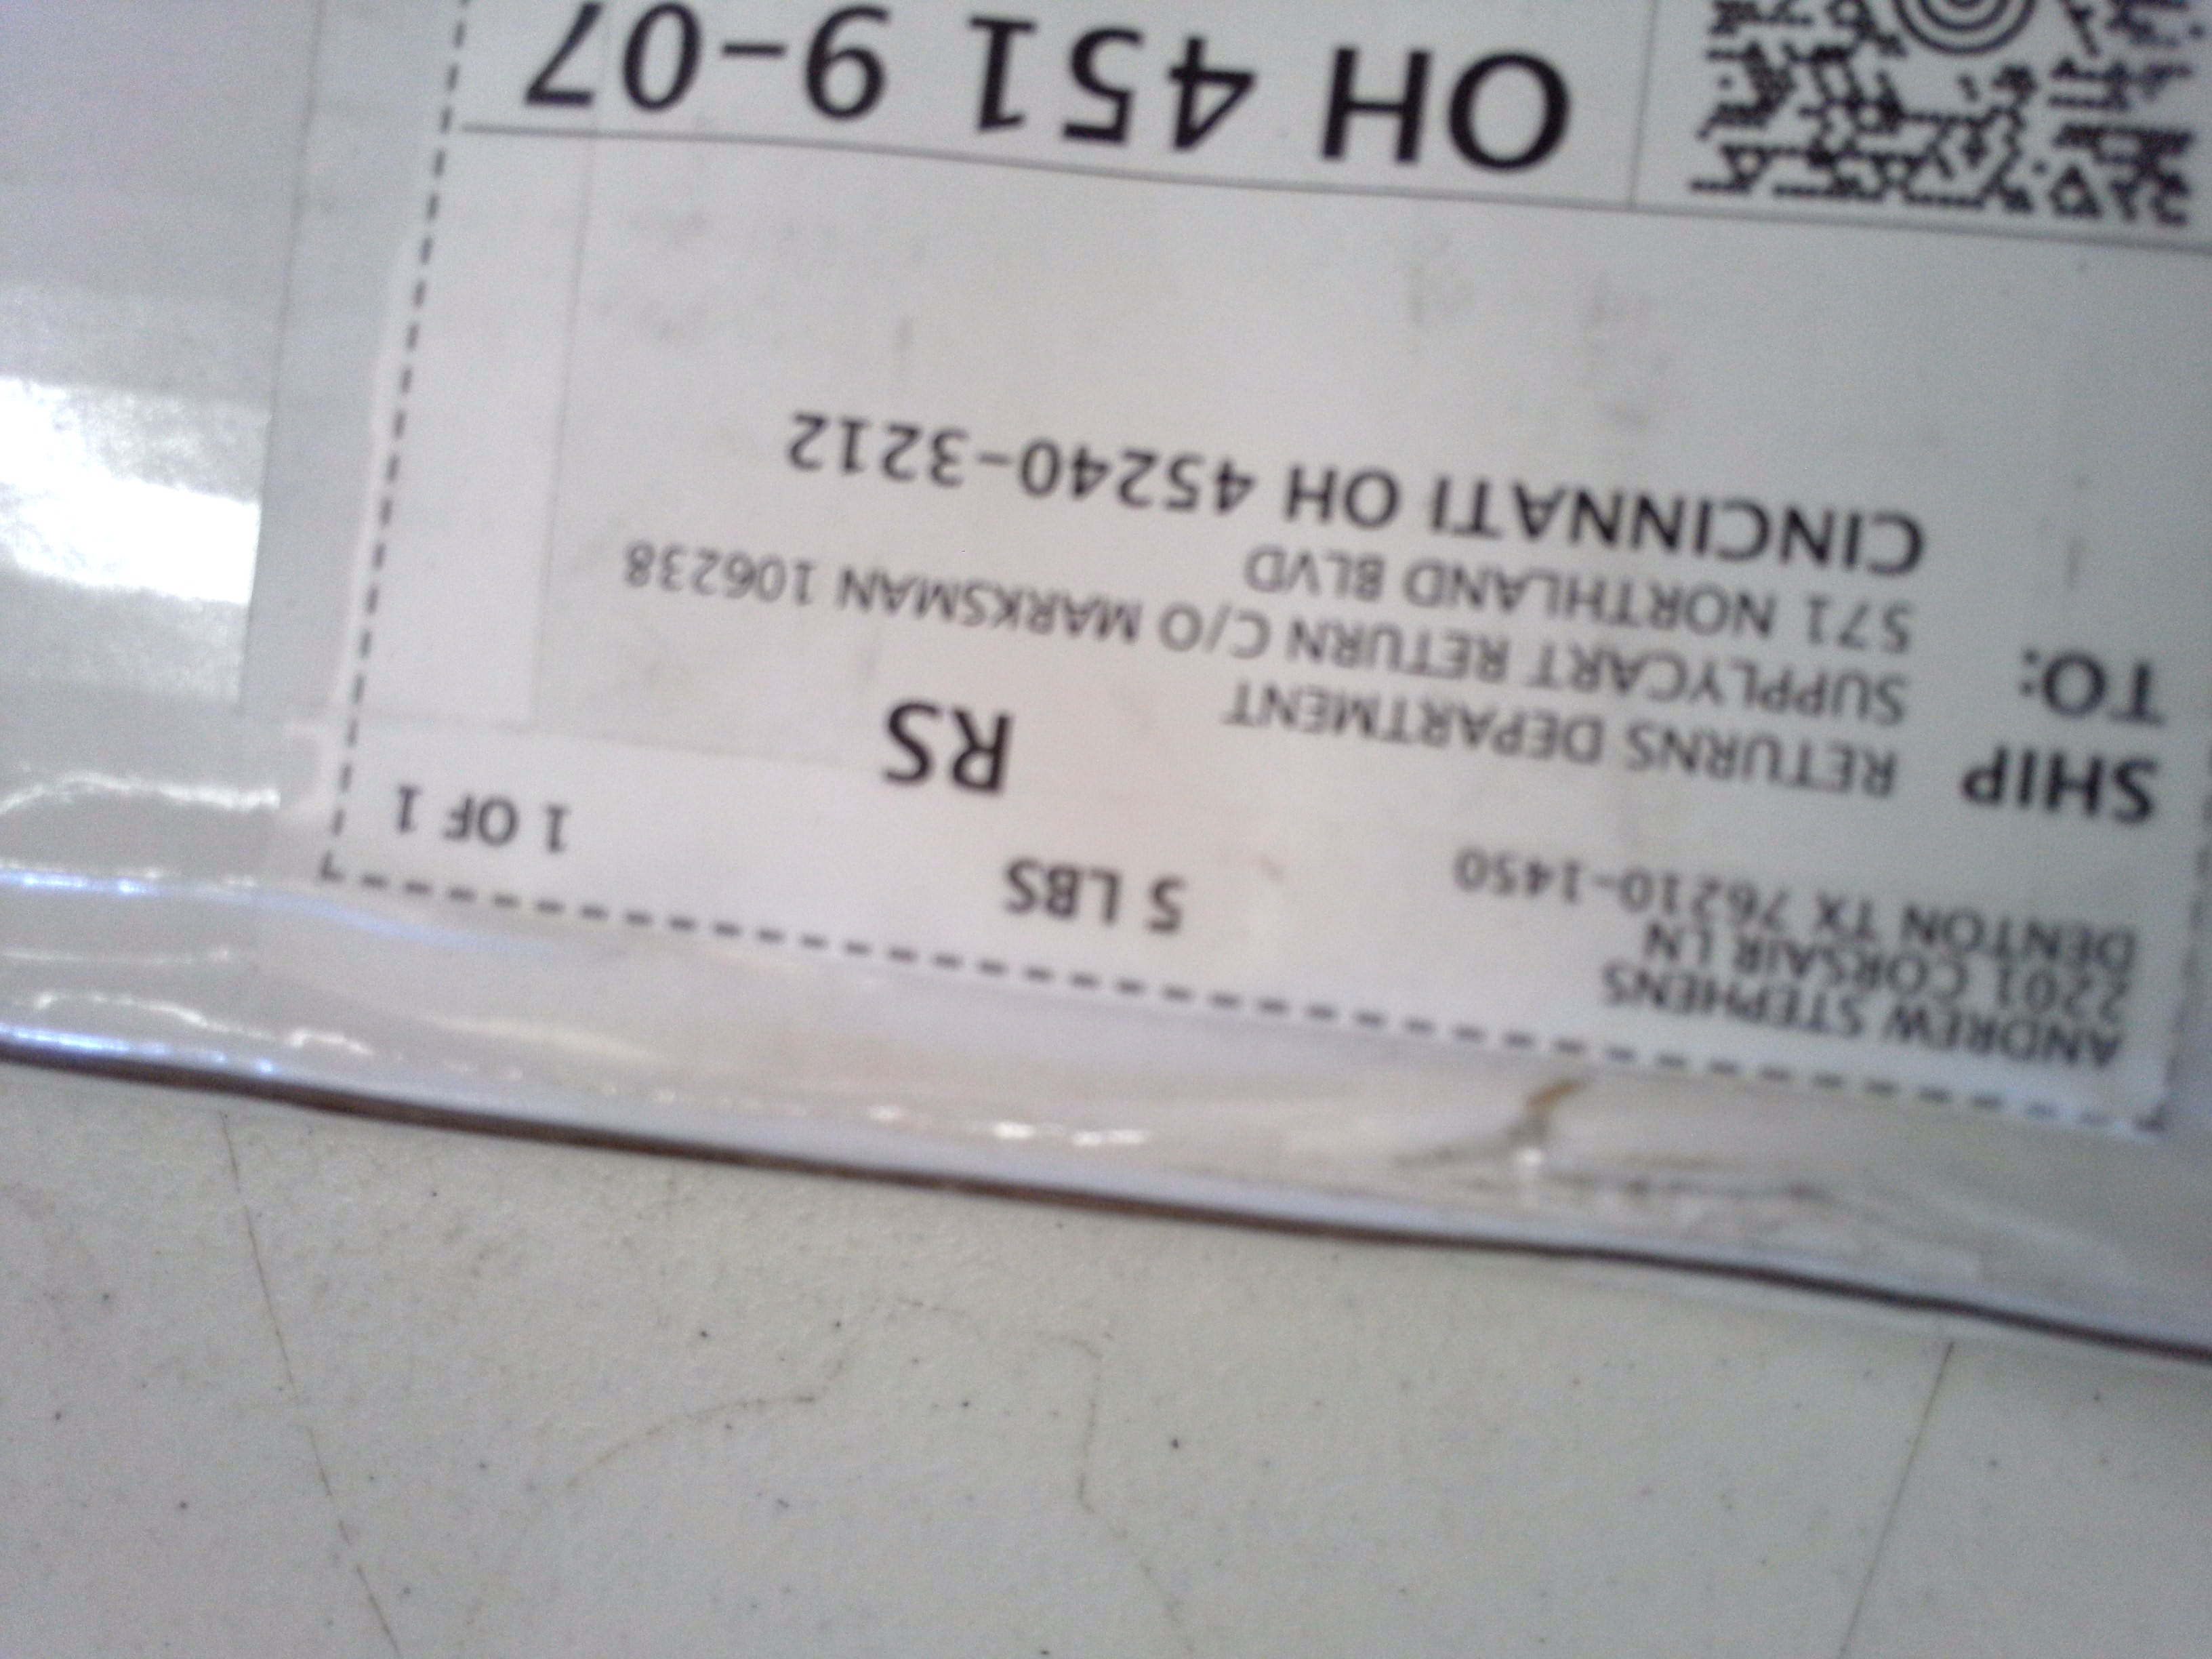 ANDREW STEPHENS
2201 CORSAIR LN
DENTON TX 76210-1450
5 LBS
1 OF 1
RS
SHIP TO:
RETURNS DEPARTMENT
SUPPLYCART RETURN C/O MARKSMAN 106238
571 NORTHLAND BLVD
CINCINNATI OH 45240-3212
OH 451 9-07